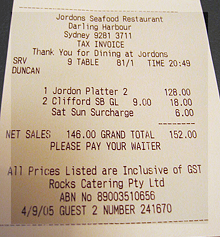 Jordons Seafood Restaurant
Darling Harbour
Sydney 9281 3711
TAX INVOICE
Thank You for Dining at Jordons
SRV 9 TABLE 81/1 TIME 20:49
DUNCAN
1 Jordon Platter 2 128.00
2 Clifford SB GL 9.00 18.00
Sat Sun Surcharge 6.00
NET SALES 146.00 GRAND TOTAL 152.00
PLEASE PAY YOUR WAITER
All Prices Listed are Inclusive of GST
Rocks Catering Pty Ltd
ABN No 89003510656
4/9/05 GUEST 2 NUMBER 241670